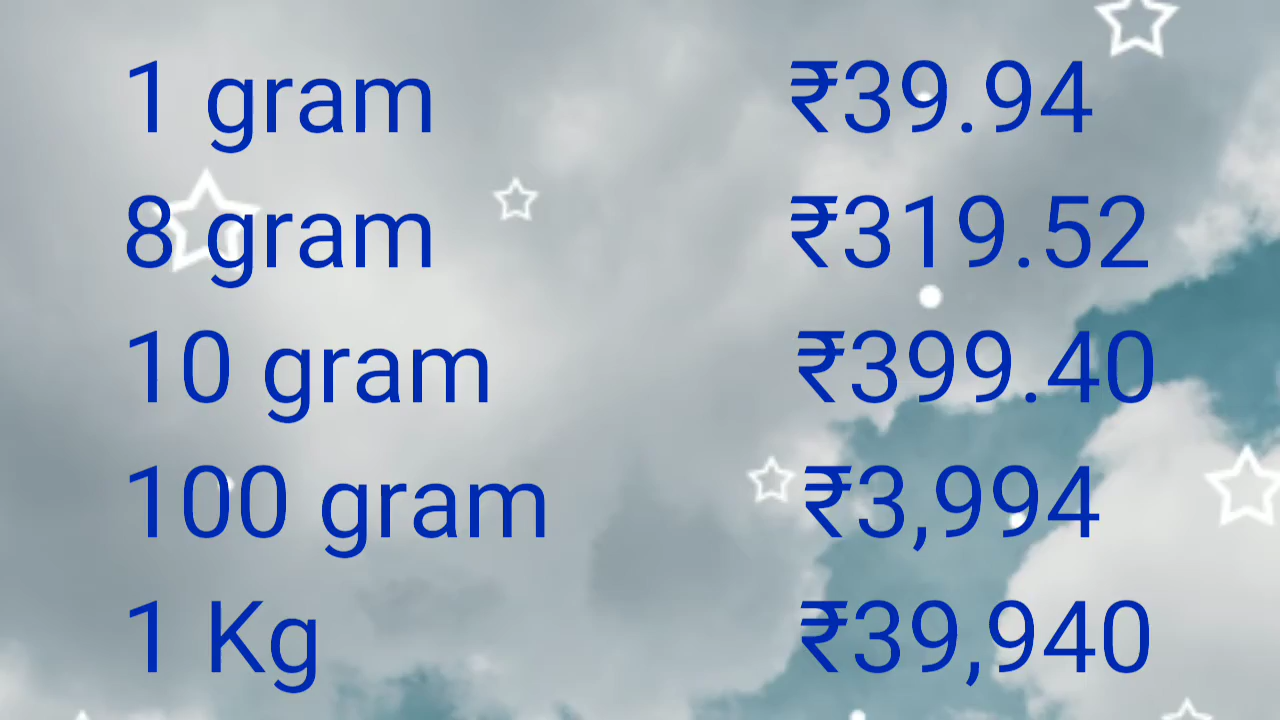 1 gram ₹39.94
8 gram ₹319.52
10 gram ₹399.40
100 gram ₹3,994
1 Kg ₹39,940